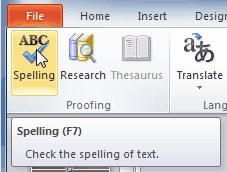 File Home Insert Desig
ABC
Spelling Research Thesaurus Translate
Proofing Lang
Spelling (F7)
Check the spelling of text.